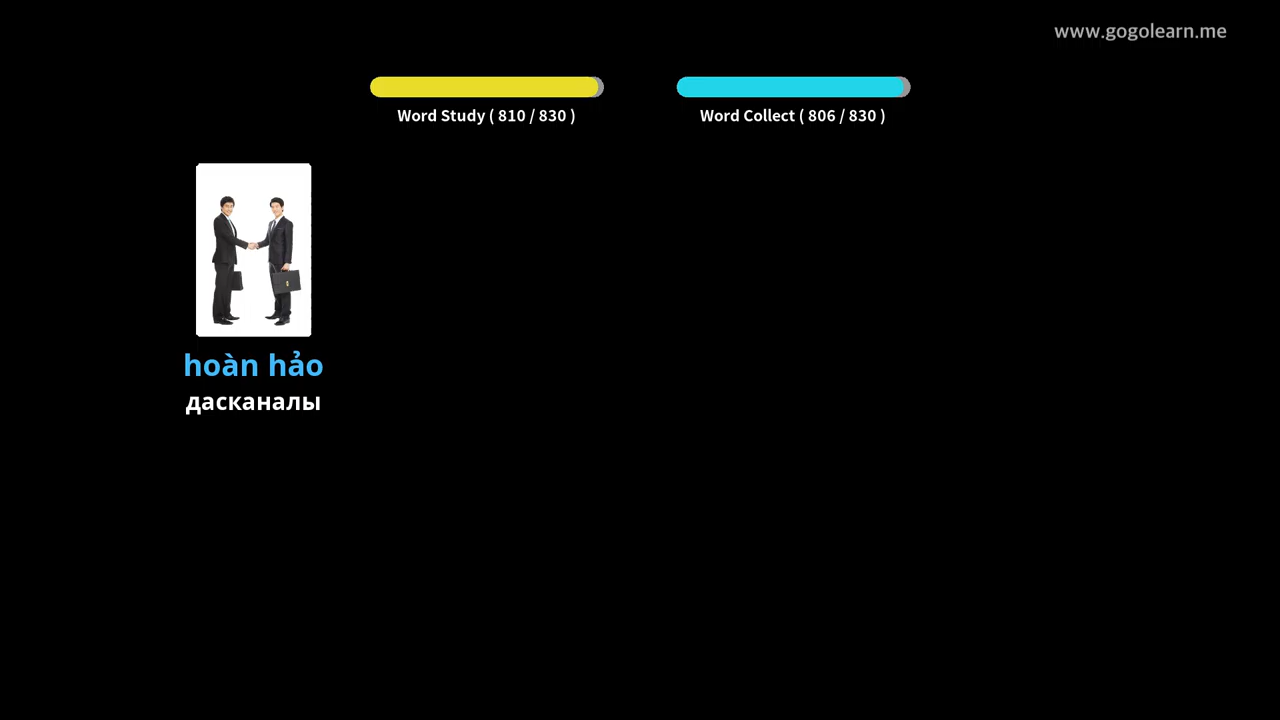 www.gogolearn.me
Word Study ( 810 / 830 )
Word Collect ( 806 / 830 )
hoàn hảo
дасканалы